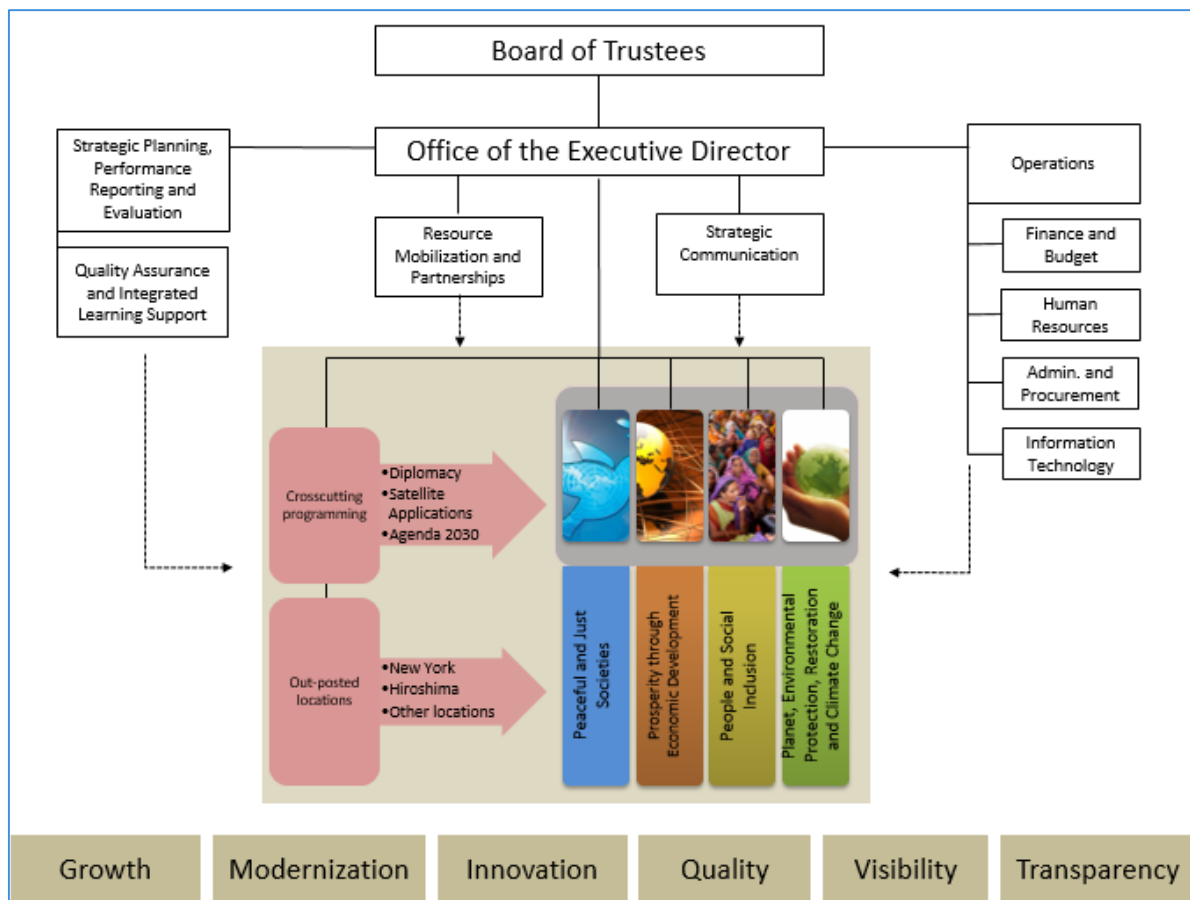 Board of Trustees
Office of the Executive Director
Strategic Planning,
Performance
Reporting and
Evaluation
Quality Assurance
and Integrated
Learning Support
Resource
Mobilization and
Partnerships
Strategic
Communication
Operations
Finance and
Budget
Human
Resources
Admin. and
Procurement
Information
Technology
Crosscutting
programming
•Diplomacy
•Satellite
Applications
•Agenda 2030
Out-posted
locations
•New York
•Hiroshima
•Other locations
Peaceful and Just
Societies
Prosperity through
Economic Development
People and Social
Inclusion
Planet, Environmental
Protection, Restoration
and Climate Change
Growth
Modernization
Innovation
Quality
Visibility
Transparency